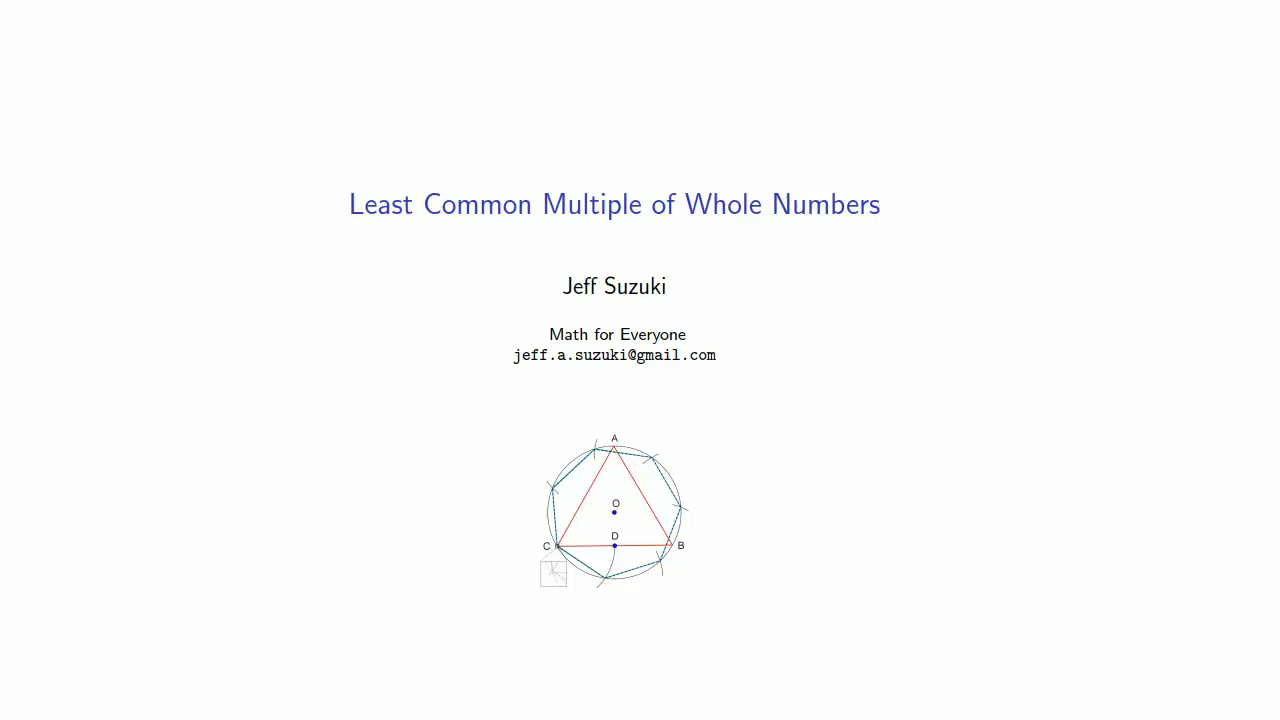 Least Common Multiple of Whole Numbers
Jeff Suzuki
Math for Everyone
jeff.a.suzuki@gmail.com
A
O
D
C
B